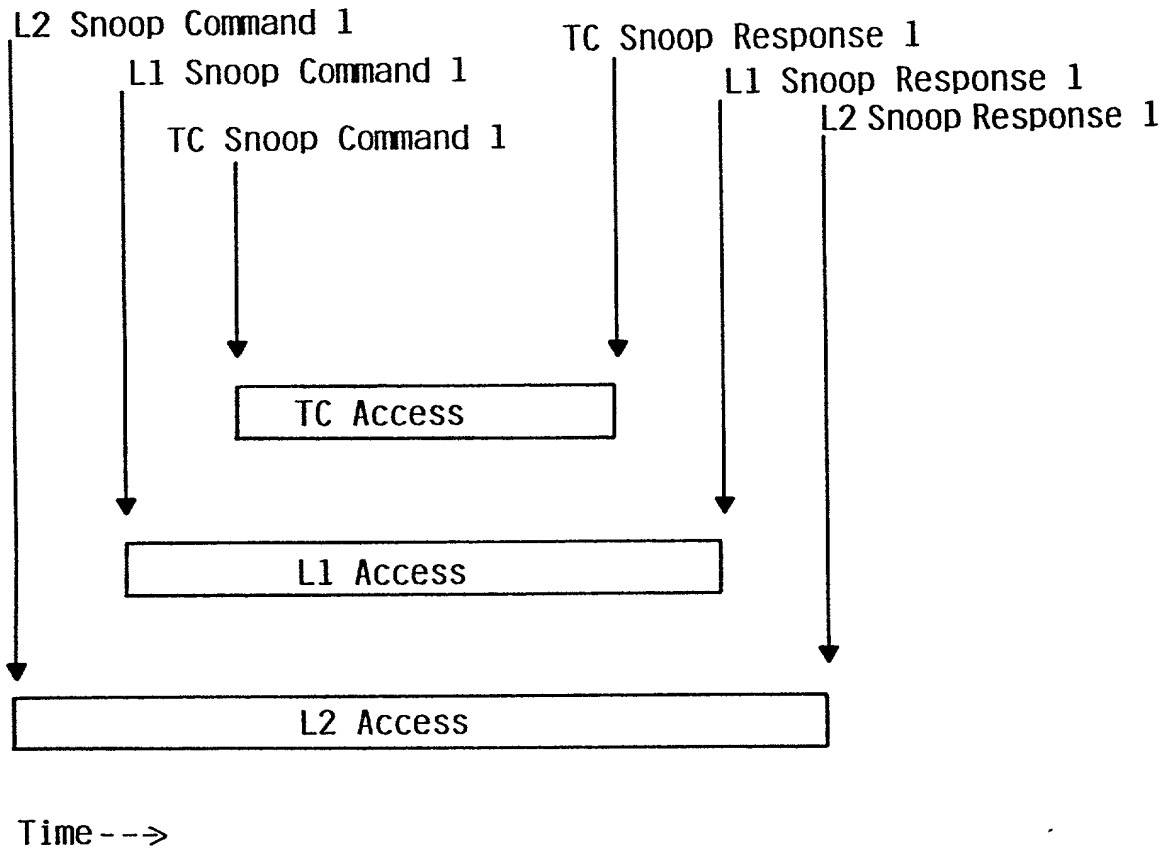 L2 Snoop Command 1
TC Snoop Response 1
L1 Snoop Command 1
L1 Snoop Response 1
L2 Snoop Response 1
TC Snoop Command 1
TC Access
L1 Access
L2 Access
Time--->